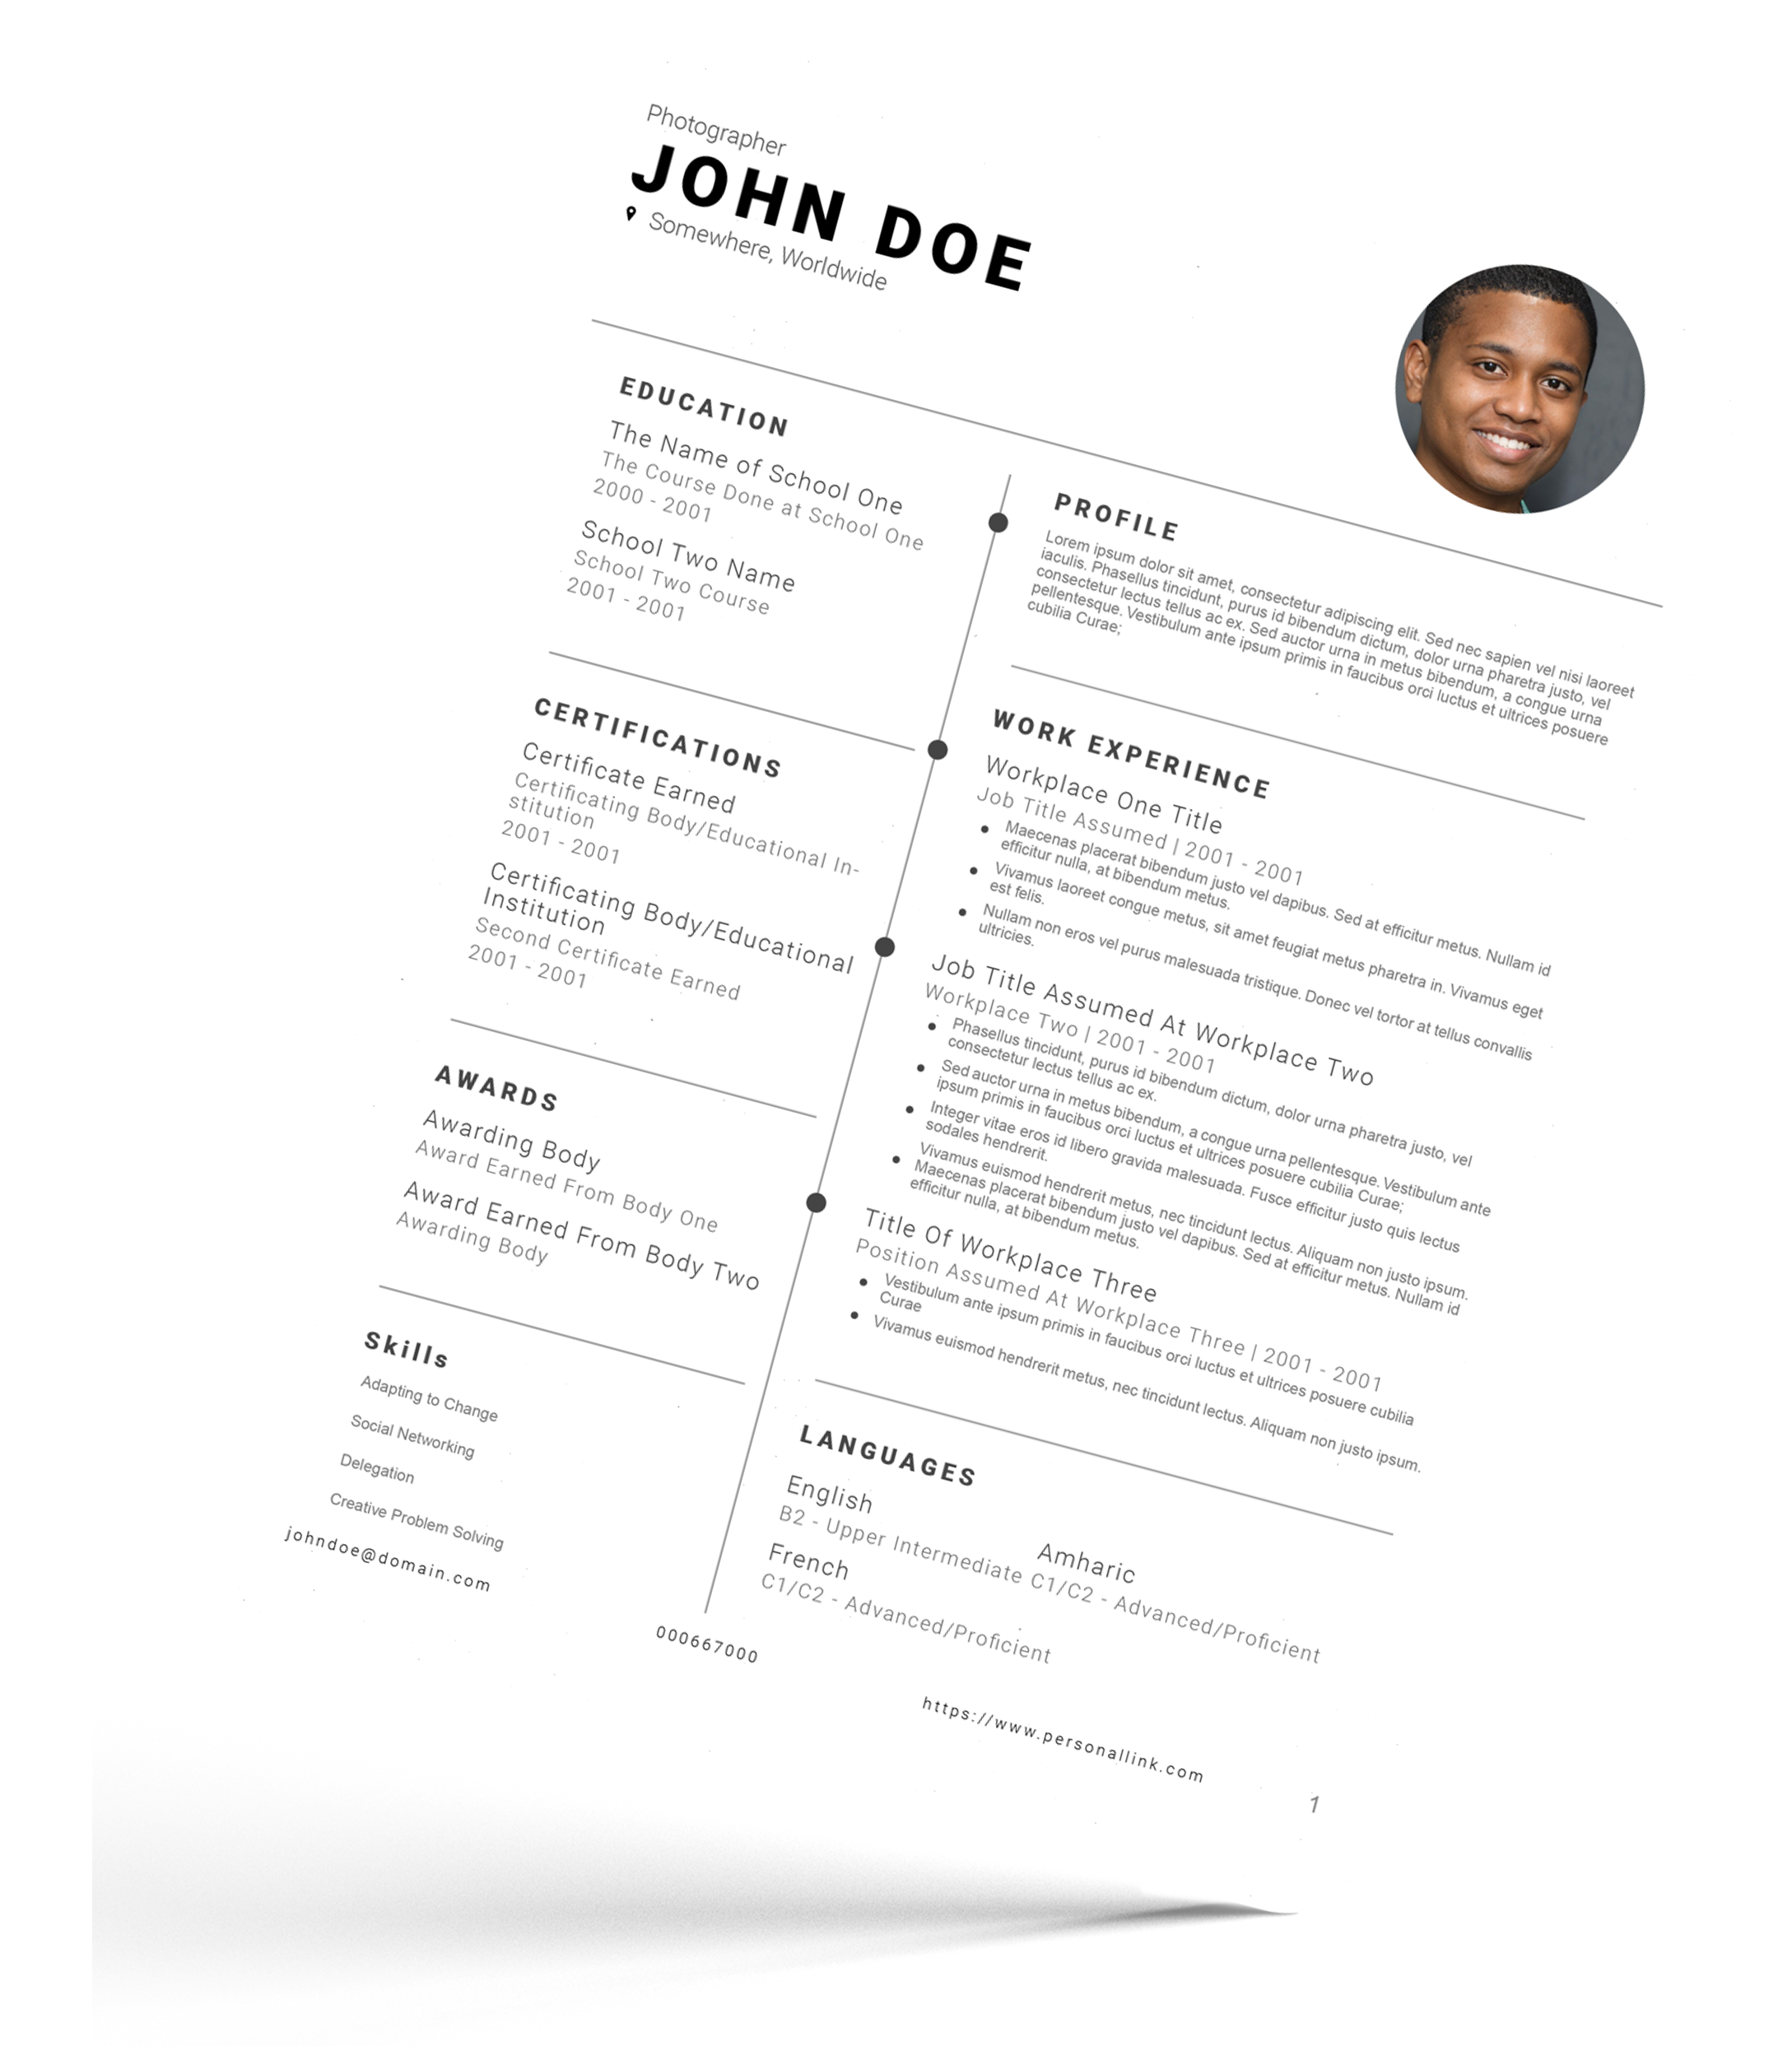 Photographer
JOHN DOE
Somewhere, Worldwide
EDUCATION
The Name of School One
The Course Done at School One
2000 - 2001
School Two Name
School Two Course
2001 - 2001
CERTIFICATIONS
Certificate Earned
Certificating Body/Educational In-
stitution
2001 - 2001
Certificating Body/Educational
Institution
Second Certificate Earned
2001 - 2001
AWARDS
Awarding Body
Award Earned From Body One
Award Earned From Body Two
Awarding Body
Skills
Adapting to Change
Social Networking
Delegation
Creative Problem Solving
PROFILE
Lorem ipsum dolor sit amet, consectetur adipiscing elit. Sed nec sapien vel nisi laoreet
iaculis. Phasellus tincidunt, purus id bibendum dictum, dolor urna pharetra justo, vel
consectetur lectus tellus ac ex. Sed auctor urna in metus bibendum, a congue urna
pellentesque. Vestibulum ante ipsum primis in faucibus orci luctus et ultrices posuere
cubilia Curae;
WORK EXPERIENCE
Workplace One Title
Job Title Assumed | 2001 - 2001
• Maecenas placerat bibendum justo vel dapibus. Sed at efficitur metus. Nullam id
efficitur nulla, at bibendum metus.
• Vivamus laoreet congue metus, sit amet feugiat metus pharetra in. Vivamus eget
est felis.
• Nullam non eros vel purus malesuada tristique. Donec vel tortor at tellus convallis
ultricies.
Job Title Assumed At Workplace Two
Workplace Two | 2001 - 2001
• Phasellus tincidunt, purus id bibendum dictum, dolor urna pharetra justo, vel
consectetur lectus tellus ac ex.
• Sed auctor urna in metus bibendum, a congue urna pellentesque. Vestibulum ante
ipsum primis in faucibus orci luctus et ultrices posuere cubilia Curae;
• Integer vitae eros id libero gravida malesuada. Fusce efficitur justo quis lectus
sodales hendrerit.
• Vivamus euismod hendrerit metus, nec tincidunt lectus. Aliquam non justo ipsum.
Maecenas placerat bibendum justo vel dapibus. Sed at efficitur metus. Nullam id
efficitur nulla, at bibendum metus.
Title Of Workplace Three
Position Assumed At Workplace Three | 2001 - 2001
• Vestibulum ante ipsum primis in faucibus orci luctus et ultrices posuere cubilia
Curae
• Vivamus euismod hendrerit metus, nec tincidunt lectus. Aliquam non justo ipsum.
LANGUAGES
English
B2 - Upper Intermediate
Amharic
C1/C2 - Advanced/Proficient
French
C1/C2 - Advanced/Proficient
johndoe@domain.com
000667000
https://www.personallink.com
1